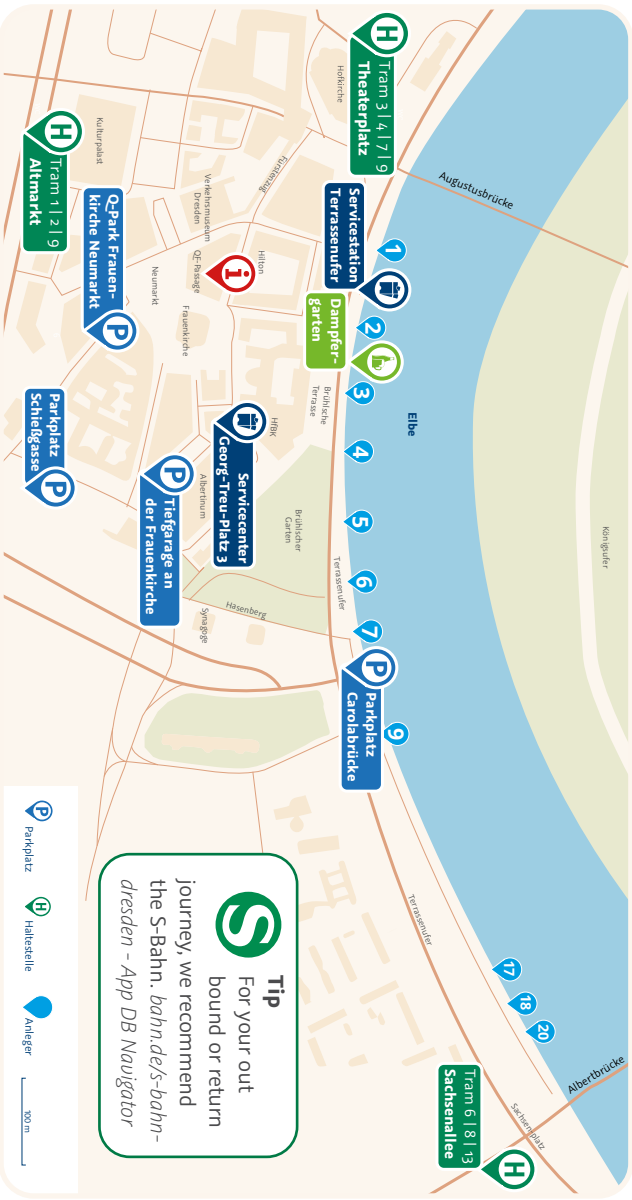 Tram 3 | 4 | 7 | 9
Theaterplatz
Hofkirche
Augustusbrücke
Kulturpalast
Tram 1 | 2 | 9
Altmarkt
Q-Park Frauen-
kirche Neumarkt
Verkehrsmuseum
Dresden
Fürstenzug
QF-Passage
Hilton
Neumarkt
Frauenkirche
Servicestation
Terrassenufer
Dampfer-
garten
1
2
3
4
5
6
7
9
17
18
20
Elbe
Königsufer
Brühlsche
Terrasse
HfBK
Servicecenter
Georg-Treu-Platz 3
Albertinum
Brühlscher
Garten
Terrassenufer
Parkplatz
Schießgasse
Tiefgarage an
der Frauenkirche
Hasenberg
Synagoge
Parkplatz
Carolabrücke
Terrassenufer
Albertbrücke
Sachsenplatz
Tram 6 | 8 | 13
Sachsenallee
S
Tip
For your out
bound or return
journey, we recommend
the S-Bahn. bahn.de/s-bahn-
dresden - App DB Navigator
P
Parkplatz
H
Haltestelle
Anleger
100 m
H
H
H
P
P
P
P
i